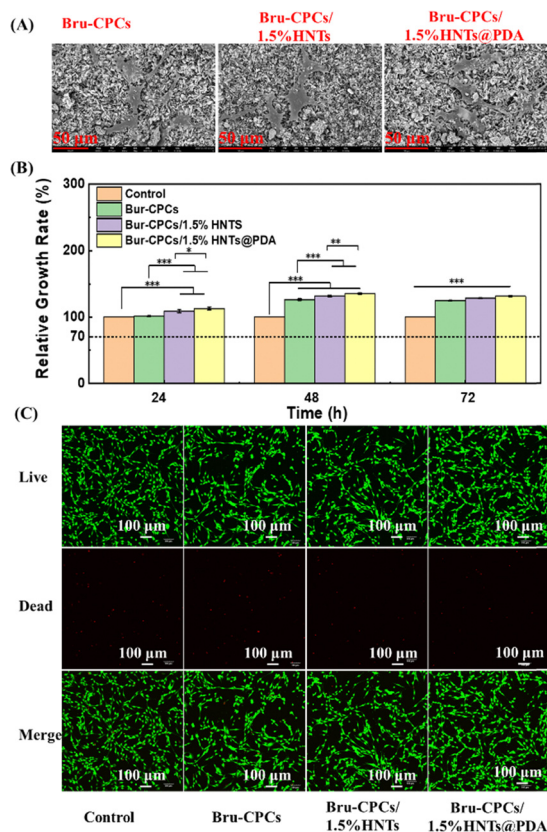 (A)
Bru-CPCs
Bru-CPCs/
1.5%HNTs
Bru-CPCs/
1.5%HNTs@PDA
50 μm
50 μm
50 μm
(B)
Relative Growth Rate (%)
300
200
100
70
0
Control
Bur-CPCs
Bur-CPCs/1.5% HNTS
Bur-CPCs/1.5% HNTs@PDA
***
***
*
***
***
**
***
24
48
72
Time (h)
(C)
Live
100 μm
100 μm
100 μm
100 μm
Dead
100 μm
100 μm
100 μm
100 μm
Merge
100 μm
100 μm
100 μm
100 μm
Control
Bru-CPCs
Bru-CPCs/
1.5%HNTs
Bru-CPCs/
1.5%HNTs@PDA